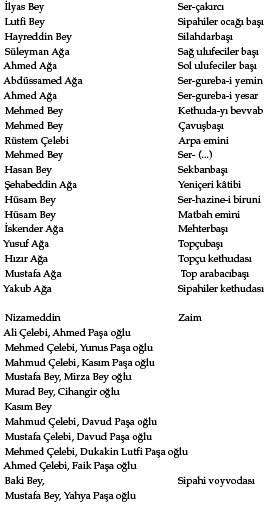 İlyas Bey Ser-çakırcı
Lutfi Bey Sipahiler ocağı başı
Hayreddin Bey Silahdarbaşı
Süleyman Ağa Sağ ulufeciler başı
Ahmed Ağa Sol ulufeciler başı
Abdüssamed Ağa Ser-gureba-i yemin
Ahmed Ağa Ser-gureba-i yesar
Mehmed Bey Kethuda-yı bevvab
Mehmed Bey Çavuşbaşı
Rüstem Çelebi Arpa emini
Mehmed Bey Ser- (...)
Hasan Bey Sekbanbaşı
Şehabeddin Ağa Yeniçeri kâtibi
Hüsam Bey Ser-hazine-i biruni
Hüsam Bey Matbah emini
İskender Ağa Mehterbaşı
Yusuf Ağa Topçubaşı
Hızır Ağa Topçu kethudası
Mustafa Ağa Top arabacıbaşı
Yakub Ağa Sipahiler kethudası
Nizameddin Zaim
Ali Çelebi, Ahmed Paşa oğlu
Mehmed Çelebi, Yunus Paşa oğlu
Mahmud Çelebi, Kasım Paşa oğlu
Mustafa Bey, Mirza Bey oğlu
Murad Bey, Cihangir oğlu
Kasım Bey
Mahmud Çelebi, Davud Paşa oğlu
Mustafa Çelebi, Davud Paşa oğlu
Mehmed Çelebi, Dukakin Lutfi Paşa oğlu
Ahmed Çelebi, Faik Paşa oğlu
Baki Bey, Sipahi voyvodası
Mustafa Bey, Yahya Paşa oğlu